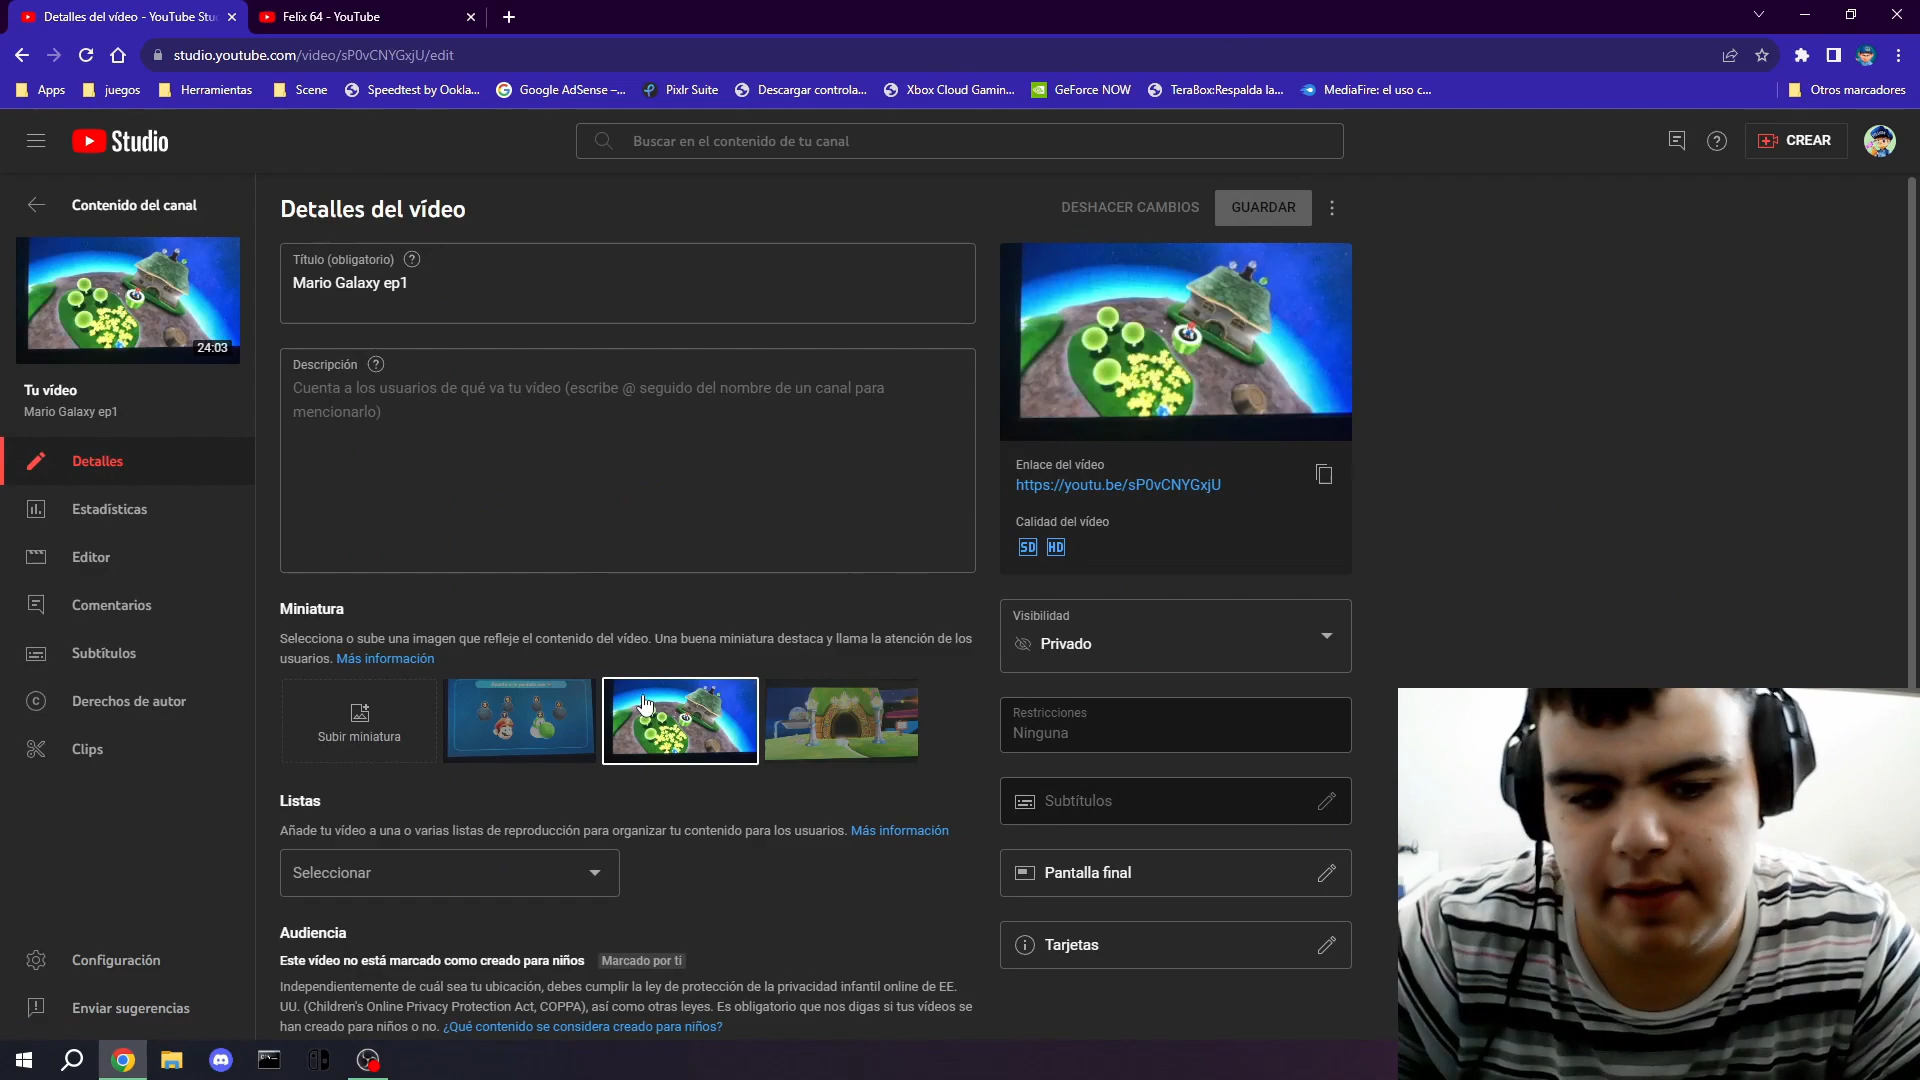 Detalles del vídeo - YouTube Stu
Felix 64 - YouTube
studio.youtube.com/video/sP0vCNYGxjU/edit
Apps
juegos
Herramientas
Scene
Speedtest by Ookla...
Google AdSense –...
Pixlr Suite
Descargar controla...
Xbox Cloud Gamin...
GeForce NOW
TeraBox:Respalda la...
MediaFire: el uso c...
Otros marcadores
Studio
Buscar en el contenido de tu canal
CREAR
Contenido del canal
24:03
Tu vídeo
Mario Galaxy ep1
Detalles
Estadísticas
Editor
Comentarios
Subtítulos
Derechos de autor
Clips
Configuración
Enviar sugerencias
Detalles del vídeo
DESHACER CAMBIOS
GUARDAR
Título (obligatorio)
Mario Galaxy ep1
Descripción
Cuenta a los usuarios de qué va tu vídeo (escribe @ seguido del nombre de un canal para
mencionarlo)
Miniatura
Selecciona o sube una imagen que refleje el contenido del vídeo. Una buena miniatura destaca y llama la atención de los
usuarios. Más información
Subir miniatura
Listas
Añade tu vídeo a una o varias listas de reproducción para organizar tu contenido para los usuarios. Más información
Seleccionar
Audiencia
Este vídeo no está marcado como creado para niños Marcado por ti
Independientemente de cuál sea tu ubicación, debes cumplir la ley de protección de la privacidad infantil online de EE.
UU. (Children's Online Privacy Protection Act, COPPA), así como otras leyes. Es obligatorio que nos digas si tus vídeos se
han creado para niños o no. ¿Qué contenido se considera creado para niños?
Enlace del vídeo
https://youtu.be/sP0vCNYGxjU
Calidad del vídeo
SD HD
Visibilidad
Privado
Restricciones
Ninguna
Subtítulos
Pantalla final
Tarjetas